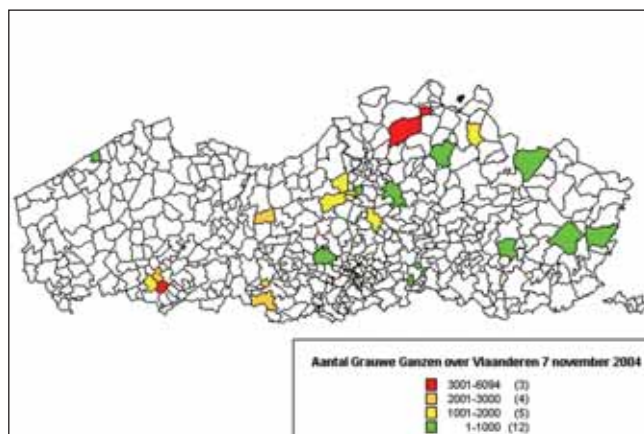 Aantal Grauwe Ganzen over Vlaanderen 7 november 2004
3001-6094 (3)
2001-3000 (4)
1001-2000 (5)
1-1000 (12)